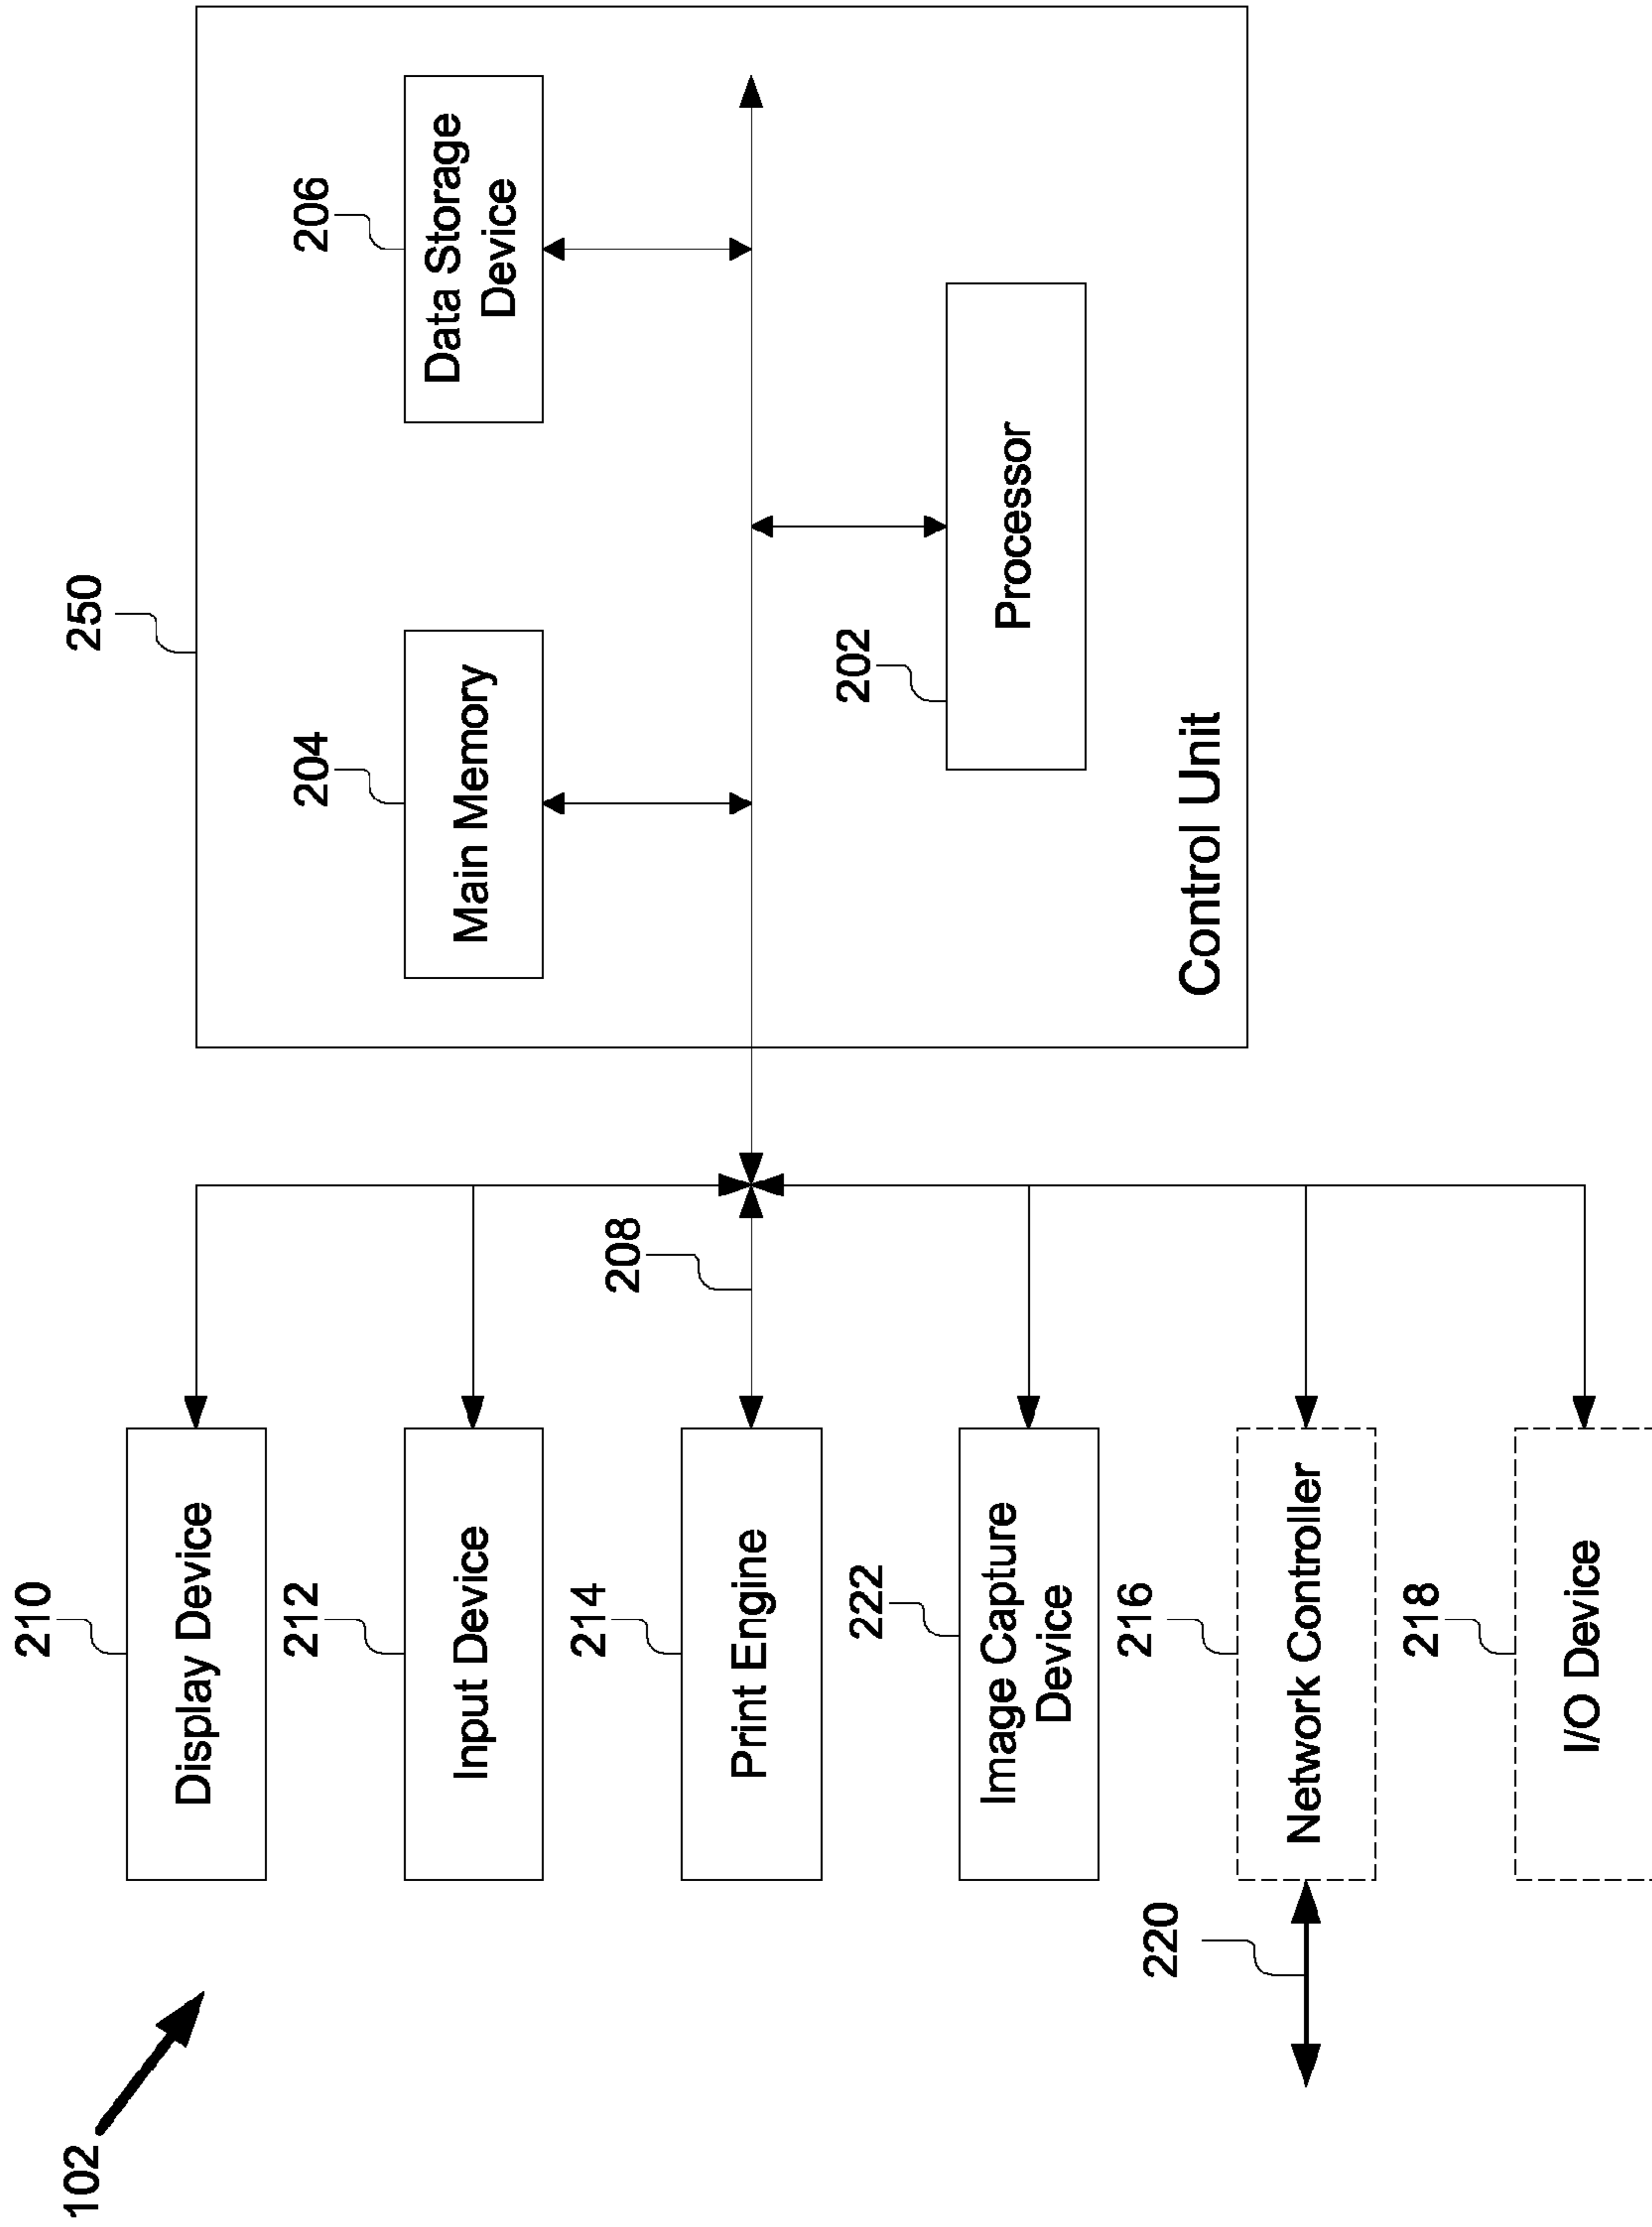 102
250
204
Main Memory
206
Data Storage
Device
202
Processor
Control Unit
208
210
Display Device
212
Input Device
214
Print Engine
222
Image Capture
Device
216
Network Controller
220
218
I/O Device